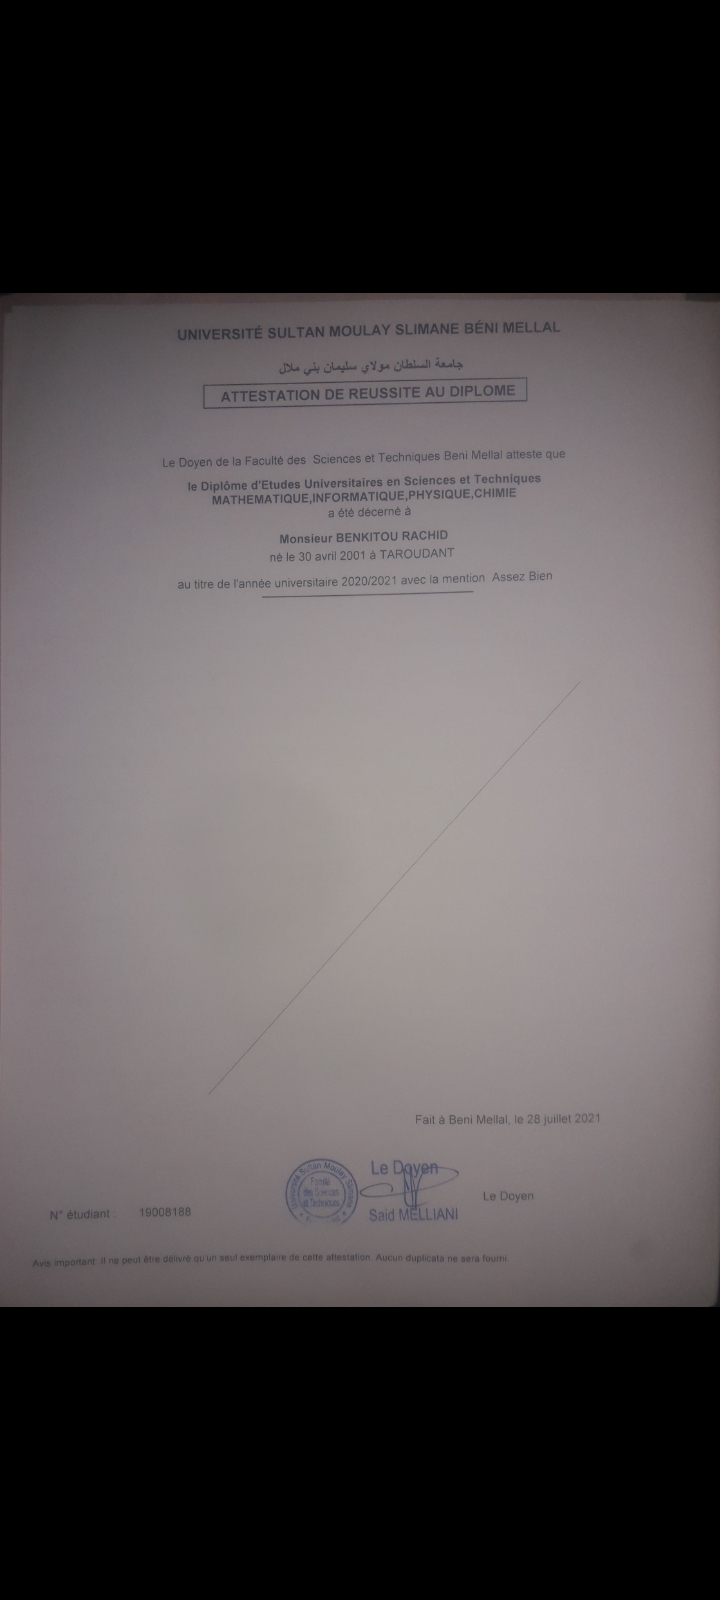 UNIVERSITÉ SULTAN MOULAY SLIMANE BÉNI MELLAL
جامعة السلطان مولاي سليمان بني ملال
ATTESTATION DE REUSSITE AU DIPLOME
Le Doyen de la Faculté des Sciences et Techniques Beni Mellal atteste que
le Diplôme d'Etudes Universitaires en Sciences et Techniques
MATHEMATIQUE,INFORMATIQUE,PHYSIQUE,CHIMIE
a été décerné à
Monsieur BENKITOU RACHID
né le 30 avril 2001 à TAROUDANT
au titre de l'année universitaire 2020/2021 avec la mention Assez Bien
Fait à Beni Mellal, le 28 juillet 2021
Université Sultan Moulay Slimane
Faculté
des Sciences
et Techniques
Le Doyen
Said MELLIANI
Le Doyen
N° étudiant : 19008188
Avis important: Il ne peut être délivré qu'un seul exemplaire de cette attestation. Aucun duplicata ne sera fourni.